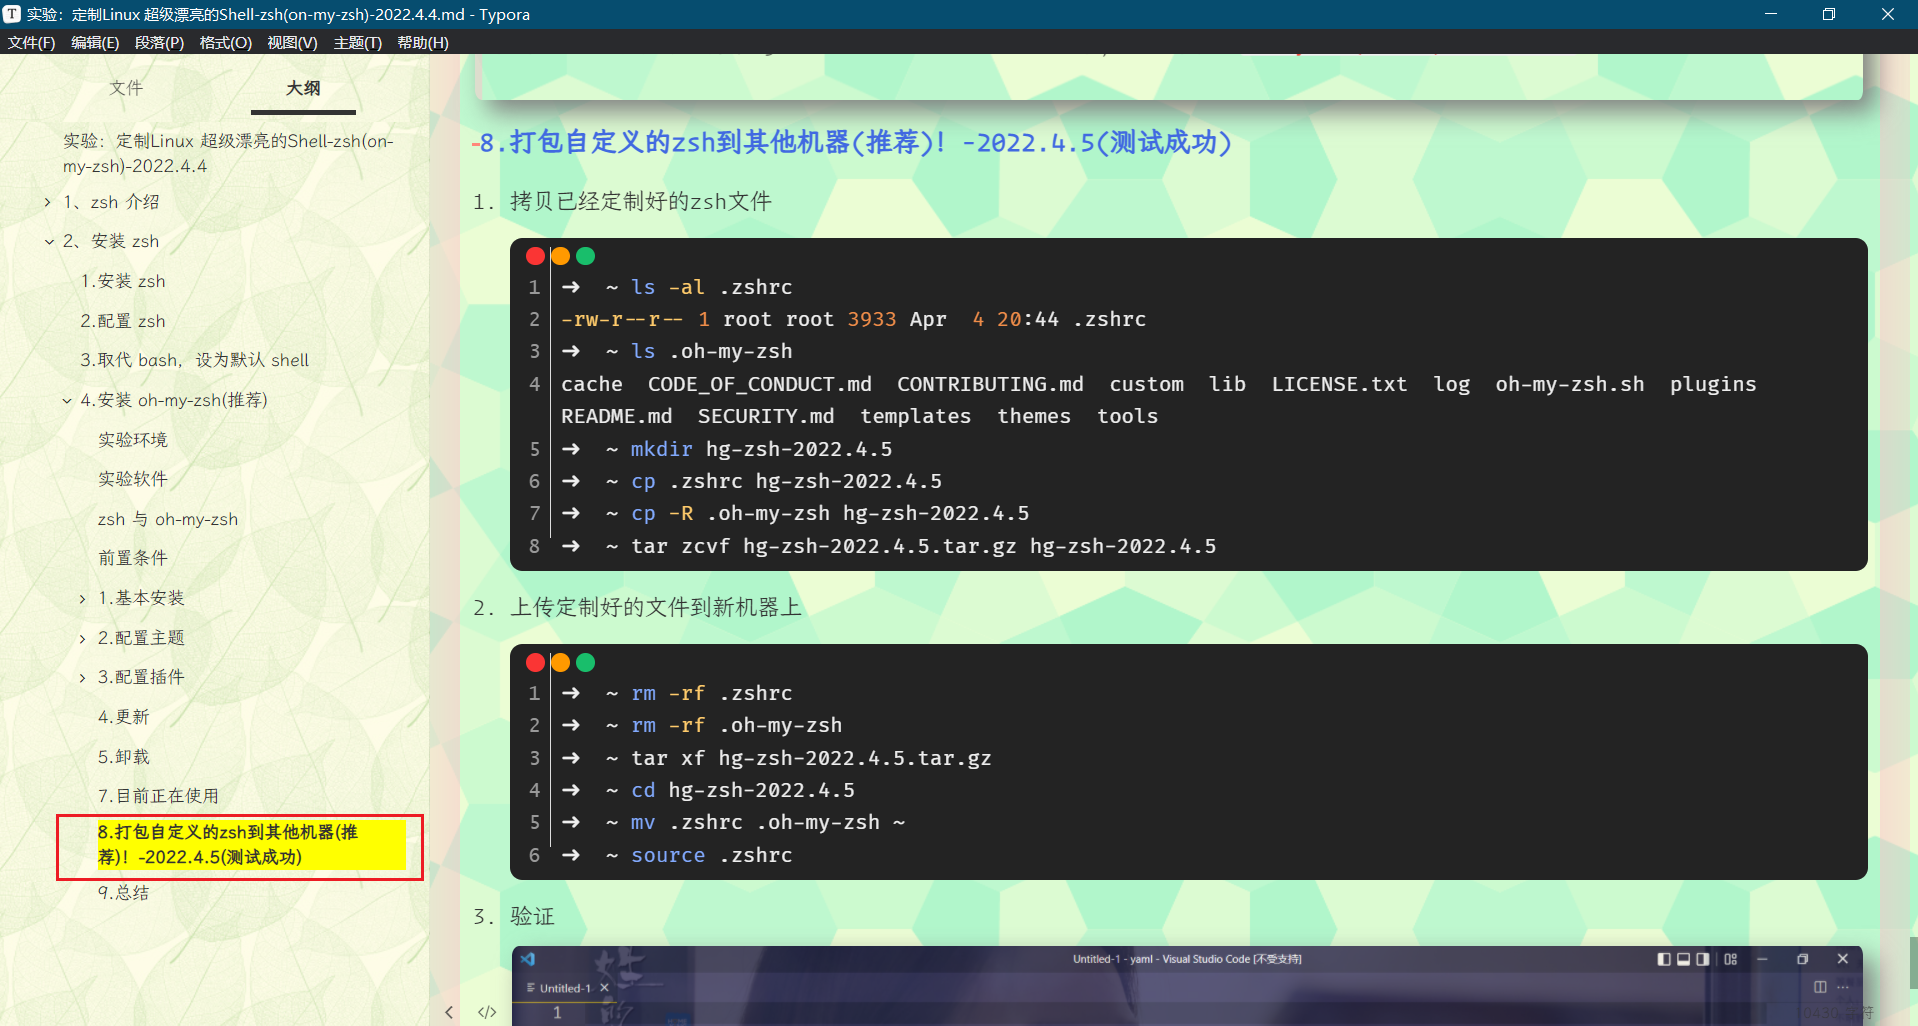 实验：定制Linux 超级漂亮的Shell-zsh(on-my-zsh)-2022.4.4.md - Typora
文件(F) 编辑(E) 段落(P) 格式(O) 视图(V) 主题(T) 帮助(H)
文件 大纲
实验：定制Linux 超级漂亮的Shell-zsh(on-
my-zsh)-2022.4.4
1、zsh 介绍
2、安装 zsh
1.安装 zsh
2.配置 zsh
3.取代 bash，设为默认 shell
4.安装 oh-my-zsh(推荐)
实验环境
实验软件
zsh 与 oh-my-zsh
前置条件
1.基本安装
2.配置主题
3.配置插件
4.更新
5.卸载
7.目前正在使用
8.打包自定义的zsh到其他机器(推
荐)！-2022.4.5(测试成功)
9.总结
8.打包自定义的zsh到其他机器(推荐)！-2022.4.5(测试成功)
1. 拷贝已经定制好的zsh文件
1 ➜  ~ ls -al .zshrc
2 -rw-r--r-- 1 root root 3933 Apr  4 20:44 .zshrc
3 ➜  ~ ls .oh-my-zsh
4 cache  CODE_OF_CONDUCT.md  CONTRIBUTING.md  custom  lib  LICENSE.txt  log  oh-my-zsh.sh  plugins
README.md  SECURITY.md  templates  themes  tools
5 ➜  ~ mkdir hg-zsh-2022.4.5
6 ➜  ~ cp .zshrc hg-zsh-2022.4.5
7 ➜  ~ cp -R .oh-my-zsh hg-zsh-2022.4.5
8 ➜  ~ tar zcvf hg-zsh-2022.4.5.tar.gz hg-zsh-2022.4.5
2. 上传定制好的文件到新机器上
1 ➜  ~ rm -rf .zshrc
2 ➜  ~ rm -rf .oh-my-zsh
3 ➜  ~ tar xf hg-zsh-2022.4.5.tar.gz
4 ➜  ~ cd hg-zsh-2022.4.5
5 ➜  ~ mv .zshrc .oh-my-zsh ~
6 ➜  ~ source .zshrc
3. 验证
Untitled-1 - yaml - Visual Studio Code [不受支持]
Untitled-1
1